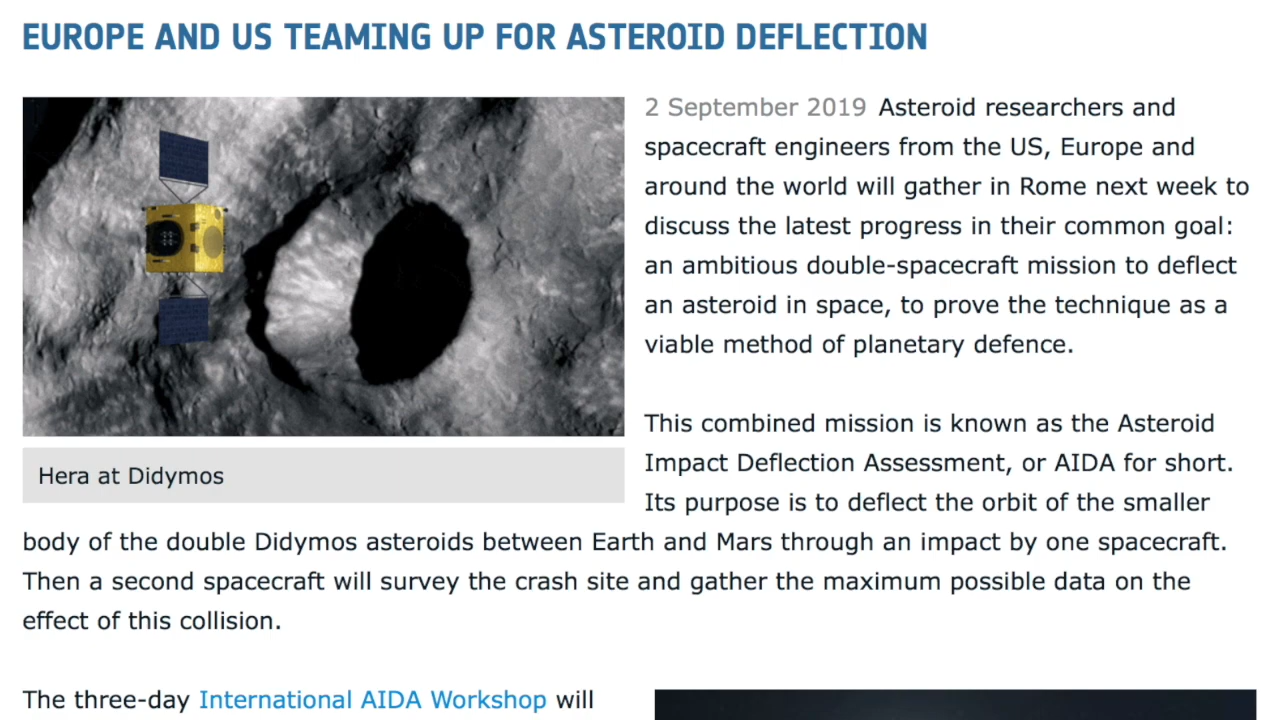 EUROPE AND US TEAMING UP FOR ASTEROID DEFLECTION
2 September 2019 Asteroid researchers and
spacecraft engineers from the US, Europe and
around the world will gather in Rome next week to
discuss the latest progress in their common goal:
an ambitious double-spacecraft mission to deflect
an asteroid in space, to prove the technique as a
viable method of planetary defence.
Hera at Didymos
This combined mission is known as the Asteroid
Impact Deflection Assessment, or AIDA for short.
Its purpose is to deflect the orbit of the smaller
body of the double Didymos asteroids between Earth and Mars through an impact by one spacecraft.
Then a second spacecraft will survey the crash site and gather the maximum possible data on the
effect of this collision.
The three-day International AIDA Workshop will